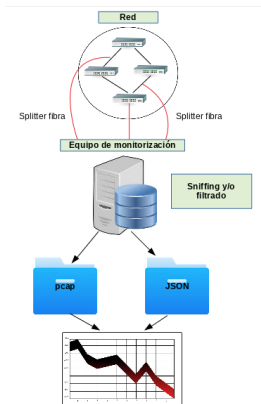 Red
Splitter fibra
Splitter fibra
Equipo de monitorización
Sniffing y/o
filtrado
pcap
JSON